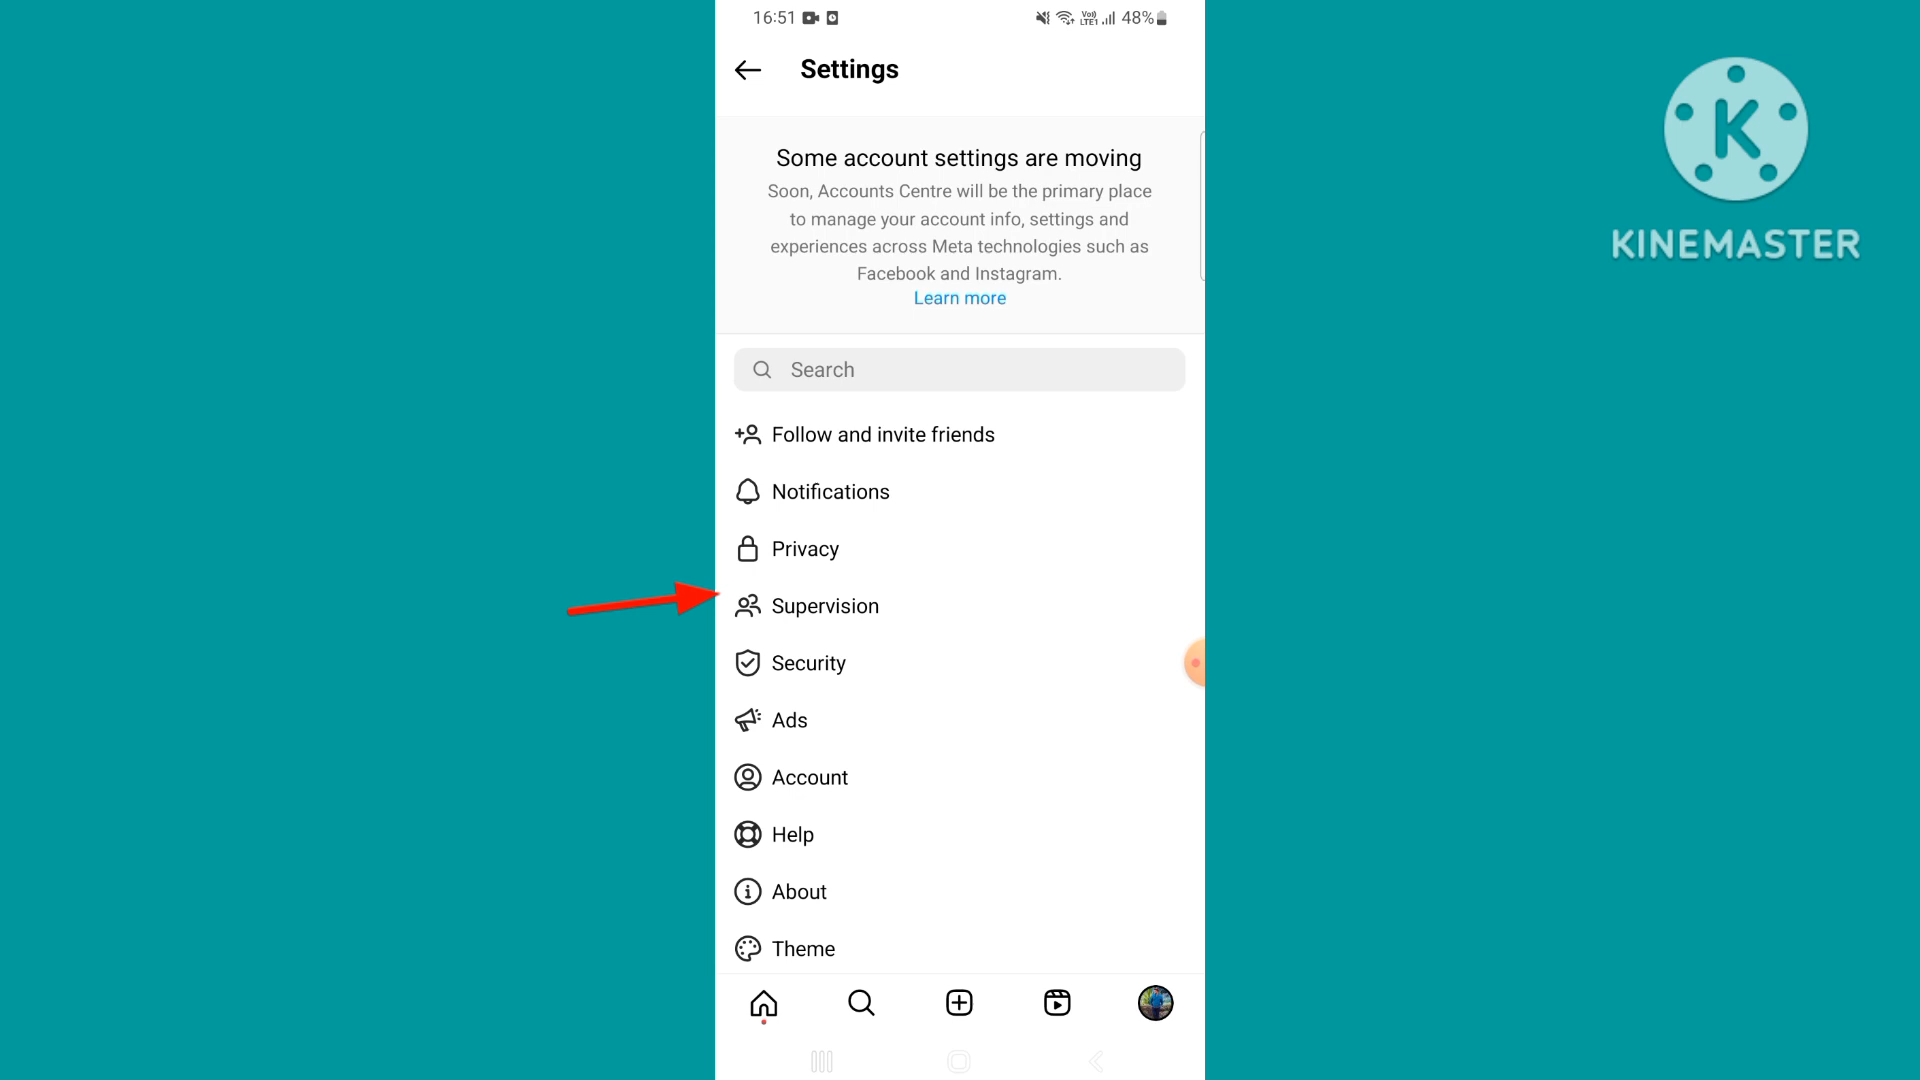 16:51
Vo)) LTE1 48%
Settings
Some account settings are moving
Soon, Accounts Centre will be the primary place
to manage your account info, settings and
experiences across Meta technologies such as
Facebook and Instagram.
Learn more
Search
Follow and invite friends
Notifications
Privacy
Supervision
Security
Ads
Account
Help
About
Theme
K
KINEMASTER